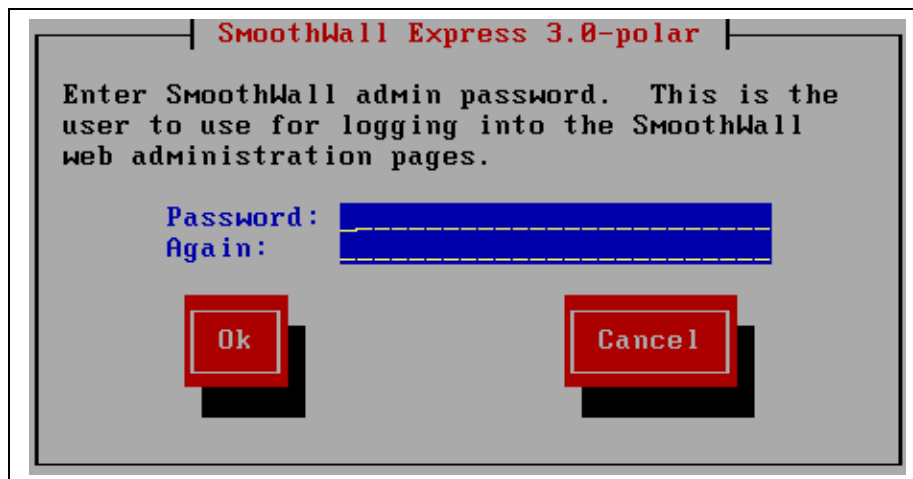 SmoothWall Express 3.0-polar
Enter SmoothWall admin password. This is the
user to use for logging into the SmoothWall
web administration pages.
Password:
Again:
Ok
Cancel